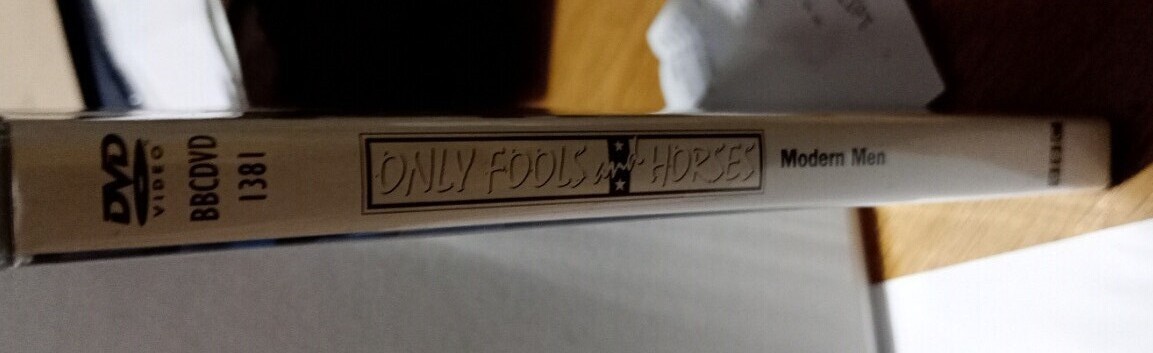 DVD
VIDEO
BBCDVD
1381
ONLY FOOLS and HORSES
Modern Men